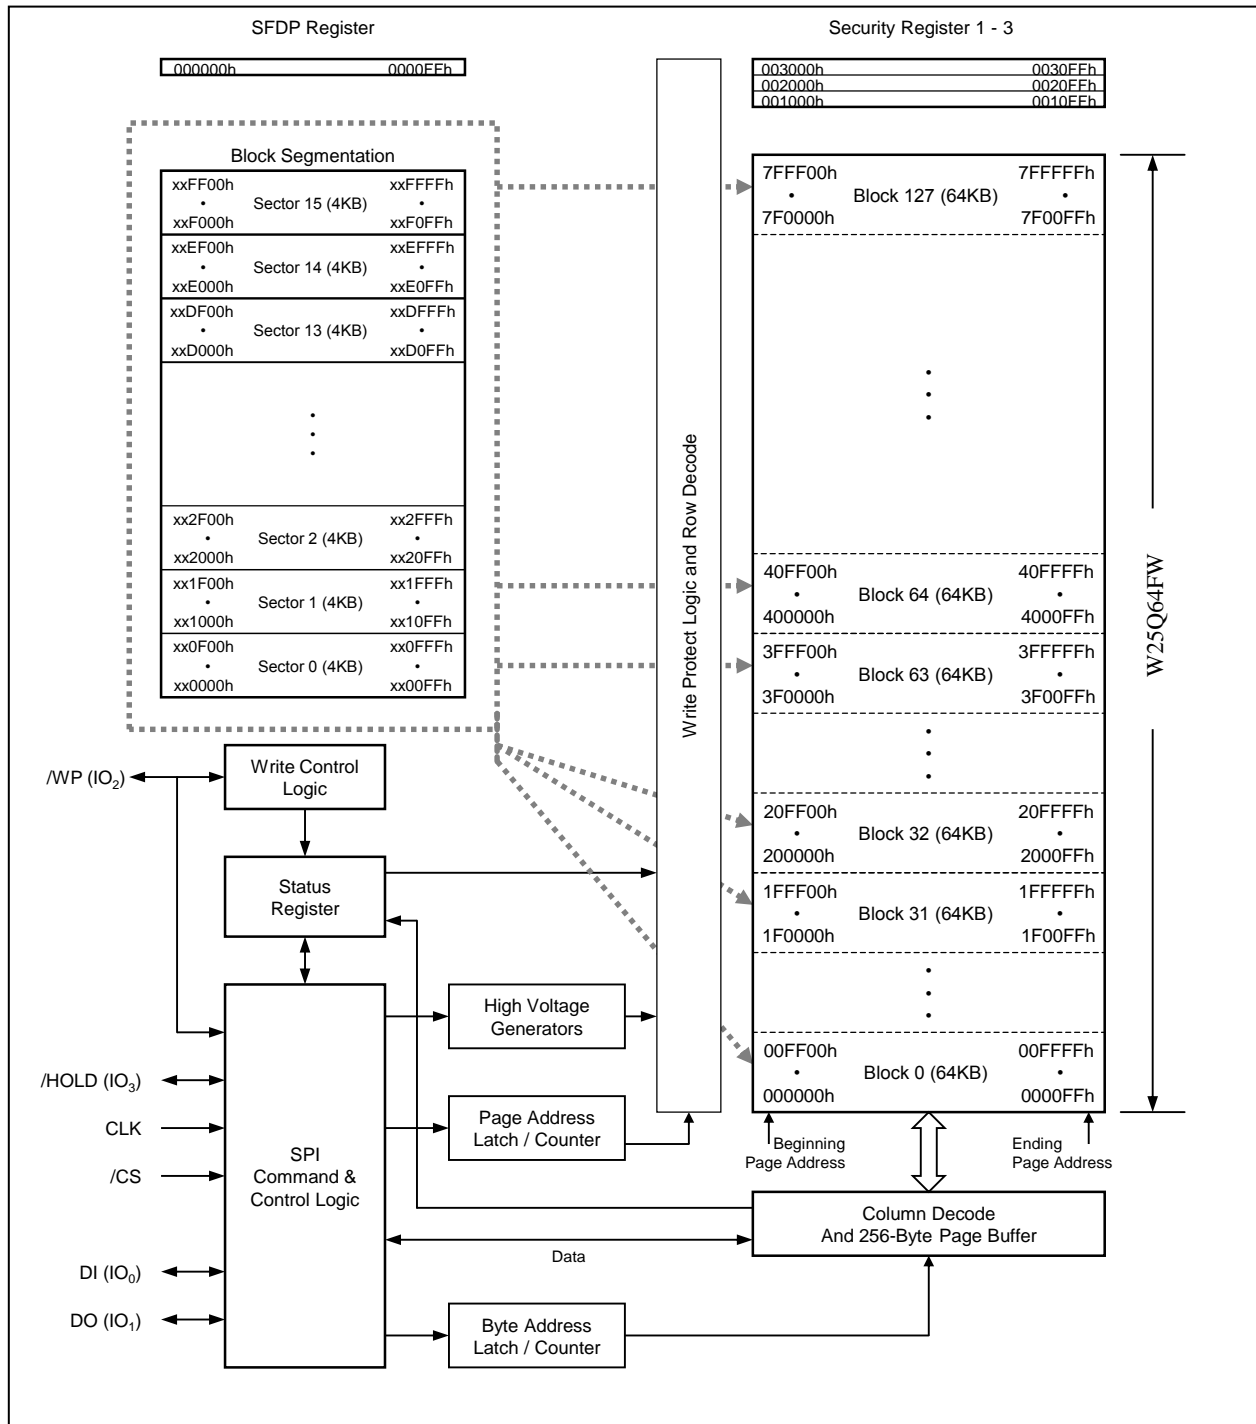 SFDP Register
000000h 0000FFh
Block Segmentation
xxFF00h xxFFFFh
• Sector 15 (4KB) •
xxF000h xxF0FFh
xxEF00h xxEFFFh
• Sector 14 (4KB) •
xxE000h xxE0FFh
xxDF00h xxDFFFh
• Sector 13 (4KB) •
xxD000h xxD0FFh
xx2F00h xx2FFFh
• Sector 2 (4KB) •
xx2000h xx20FFh
xx1F00h xx1FFFh
• Sector 1 (4KB) •
xx1000h xx10FFh
xx0F00h xx0FFFh
• Sector 0 (4KB) •
xx0000h xx00FFh
Security Register 1 - 3
003000h 0030FFh
002000h 0020FFh
001000h 0010FFh
Write Protect Logic and Row Decode
7FFF00h 7FFFFFh
• Block 127 (64KB) •
7F0000h 7F00FFh
40FF00h 40FFFFh
• Block 64 (64KB) •
400000h 4000FFh
3FFF00h 3FFFFFh
• Block 63 (64KB) •
3F0000h 3F00FFh
20FF00h 20FFFFh
• Block 32 (64KB) •
200000h 2000FFh
1FFF00h 1FFFFFh
• Block 31 (64KB) •
1F0000h 1F00FFh
00FF00h 00FFFFh
• Block 0 (64KB) •
000000h 0000FFh
W25Q64FW
Beginning
Page Address
Ending
Page Address
/WP (IO₂)
Write Control
Logic
Status
Register
High Voltage
Generators
/HOLD (IO₃)
CLK
/CS
DI (IO₀)
DO (IO₁)
SPI
Command &
Control Logic
Page Address
Latch / Counter
Column Decode
And 256-Byte Page Buffer
Data
Byte Address
Latch / Counter